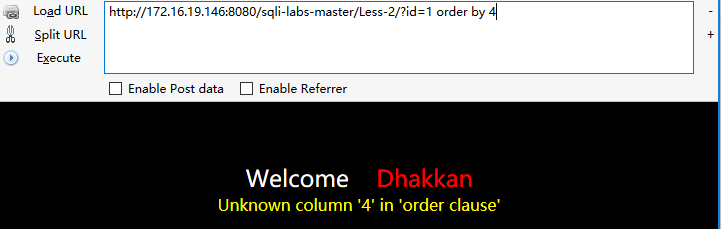 Load URL
http://172.16.19.146:8080/sqli-labs-master/Less-2/?id=1 order by 4
-
Split URL
+
Execute
Enable Post data Enable Referrer
Welcome Dhakkan
Unknown column '4' in 'order clause'